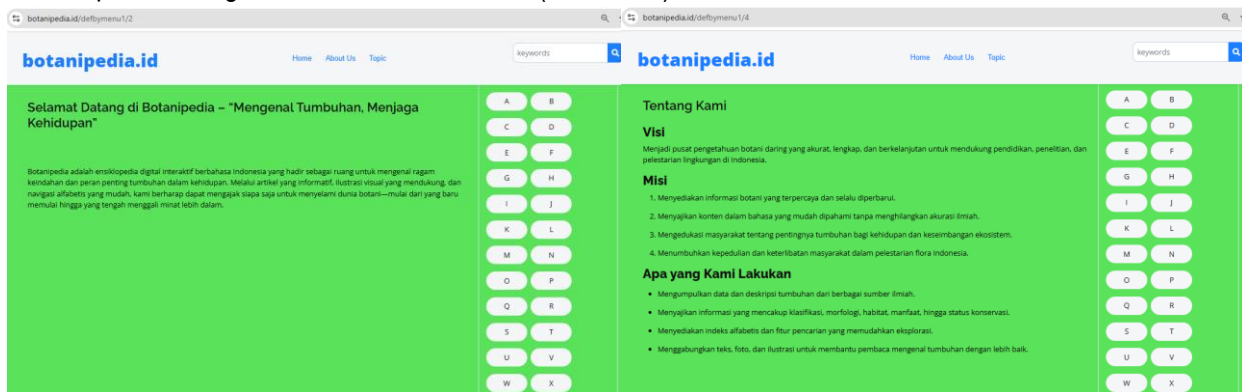 botanipedia.id/defbymenu1/2
botanipedia.id
Home About Us Topic
keywords
Selamat Datang di Botanipedia – "Mengenal Tumbuhan, Menjaga
Kehidupan"
Botanipedia adalah ensiklopedia digital interaktif berbahasa Indonesia yang hadir sebagai ruang untuk mengenal ragam
keindahan dan peran penting tumbuhan dalam kehidupan. Melalui artikel yang informatif, ilustrasi visual yang mendukung, dan
navigasi alfabetis yang mudah, kami berharap dapat mengajak siapa saja untuk menyelami dunia botani—mulai dari yang baru
memulai hingga yang tengah menggali minat lebih dalam.
A B
C D
E F
G H
I J
K L
M N
O P
Q R
S T
U V
W X
botanipedia.id/defbymenu1/4
botanipedia.id
Home About Us Topic
keywords
Tentang Kami
Visi
Menjadi pusat pengetahuan botani daring yang akurat, lengkap, dan berkelanjutan untuk mendukung pendidikan, penelitian, dan
pelestarian lingkungan di Indonesia.
Misi
1. Menyediakan informasi botani yang terpercaya dan selalu diperbarui.
2. Menyajikan konten dalam bahasa yang mudah dipahami tanpa menghilangkan akurasi ilmiah.
3. Mengedukasi masyarakat tentang pentingnya tumbuhan bagi kehidupan dan keseimbangan ekosistem.
4. Menumbuhkan kepedulian dan keterlibatan masyarakat dalam pelestarian flora Indonesia.
Apa yang Kami Lakukan
• Mengumpulkan data dan deskripsi tumbuhan dari berbagai sumber ilmiah.
• Menyajikan informasi yang mencakup klasifikasi, morfologi, habitat, manfaat, hingga status konservasi.
• Menyediakan indeks alfabetis dan fitur pencarian yang memudahkan eksplorasi.
• Menggabungkan teks, foto, dan ilustrasi untuk membantu pembaca mengenal tumbuhan dengan lebih baik.
A B
C D
E F
G H
I J
K L
M N
O P
Q R
S T
U V
W X